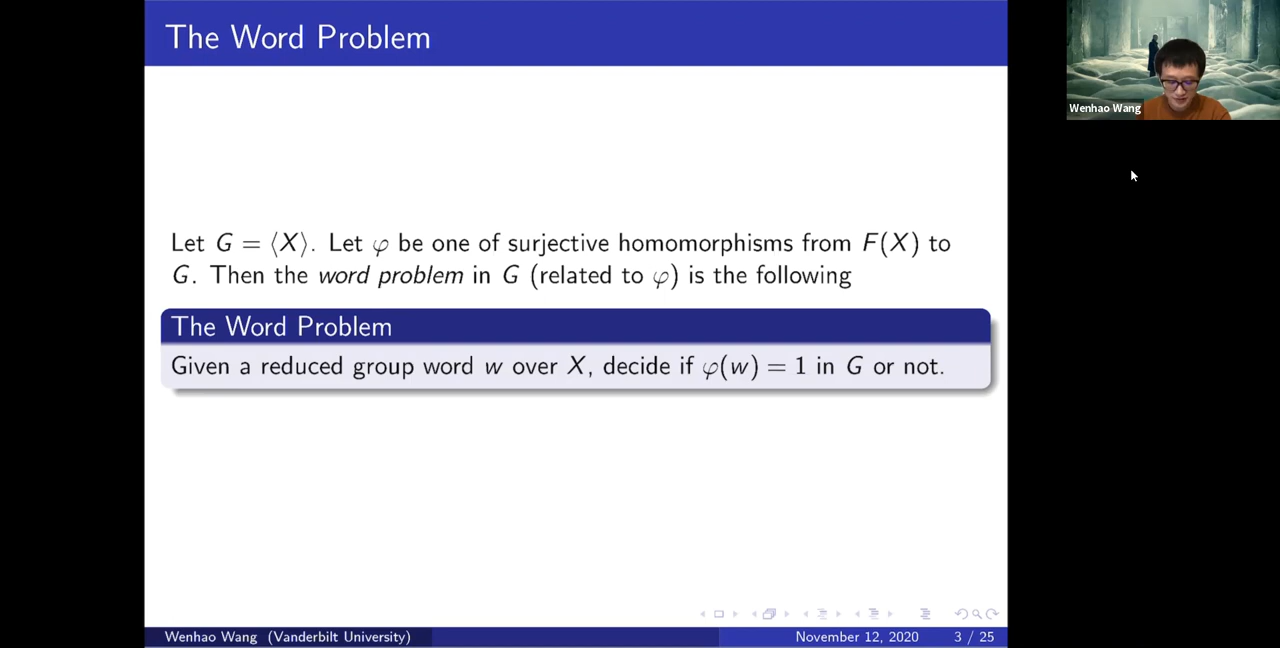 The Word Problem
Wenhao Wang
Let G = ⟨X⟩. Let φ be one of surjective homomorphisms from F(X) to
G. Then the word problem in G (related to φ) is the following
The Word Problem
Given a reduced group word w over X, decide if φ(w) = 1 in G or not.
Wenhao Wang (Vanderbilt University)
November 12, 2020
3 / 25